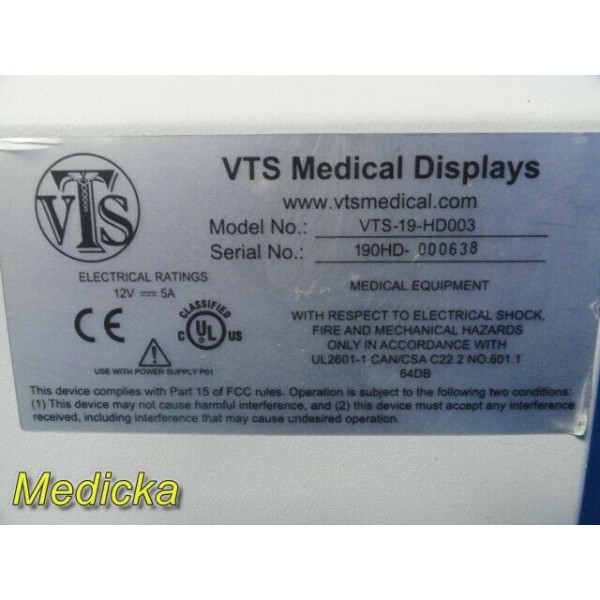 VTS
VTS Medical Displays
www.vtsmedical.com
Model No.: VTS-19-HD003
Serial No.: 190HD- 000638
ELECTRICAL RATINGS
12V ⎓ 5A
MEDICAL EQUIPMENT
CE
CLASSIFIED
C UL US
WITH RESPECT TO ELECTRICAL SHOCK,
FIRE AND MECHANICAL HAZARDS
ONLY IN ACCORDANCE WITH
UL2601-1 CAN/CSA C22.2 NO.601.1
64DB
USE WITH POWER SUPPLY P01
This device complies with Part 15 of FCC rules. Operation is subject to the following two conditions:
(1) This device may not cause harmful interference, and (2) this device must accept any interference
received, including interference that may cause undesired operation.
Medicka